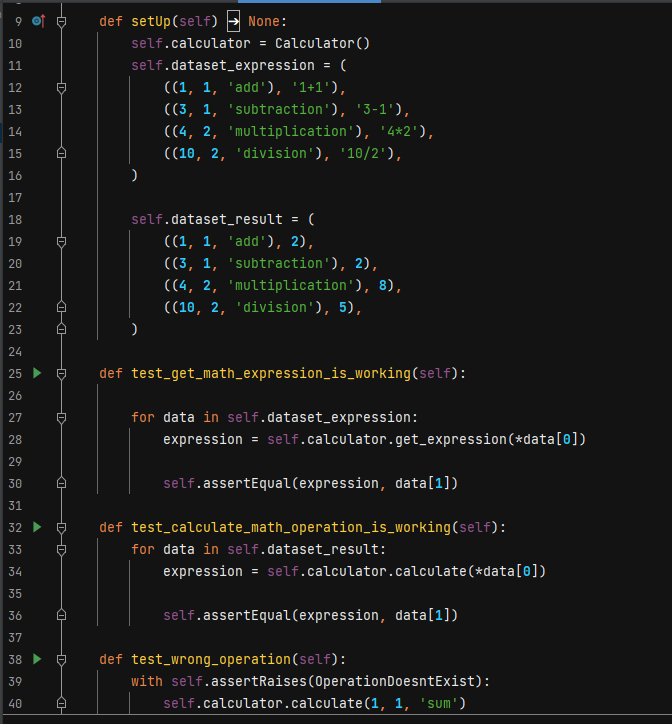 9 def setUp(self) → None:
10 self.calculator = Calculator()
11 self.dataset_expression = (
12 ((1, 1, 'add'), '1+1'),
13 ((3, 1, 'subtraction'), '3-1'),
14 ((4, 2, 'multiplication'), '4*2'),
15 ((10, 2, 'division'), '10/2'),
16 )
17
18 self.dataset_result = (
19 ((1, 1, 'add'), 2),
20 ((3, 1, 'subtraction'), 2),
21 ((4, 2, 'multiplication'), 8),
22 ((10, 2, 'division'), 5),
23 )
24
25 def test_get_math_expression_is_working(self):
26
27 for data in self.dataset_expression:
28 expression = self.calculator.get_expression(*data[0])
29
30 self.assertEqual(expression, data[1])
31
32 def test_calculate_math_operation_is_working(self):
33 for data in self.dataset_result:
34 expression = self.calculator.calculate(*data[0])
35
36 self.assertEqual(expression, data[1])
37
38 def test_wrong_operation(self):
39 with self.assertRaises(OperationDoesntExist):
40 self.calculator.calculate(1, 1, 'sum')